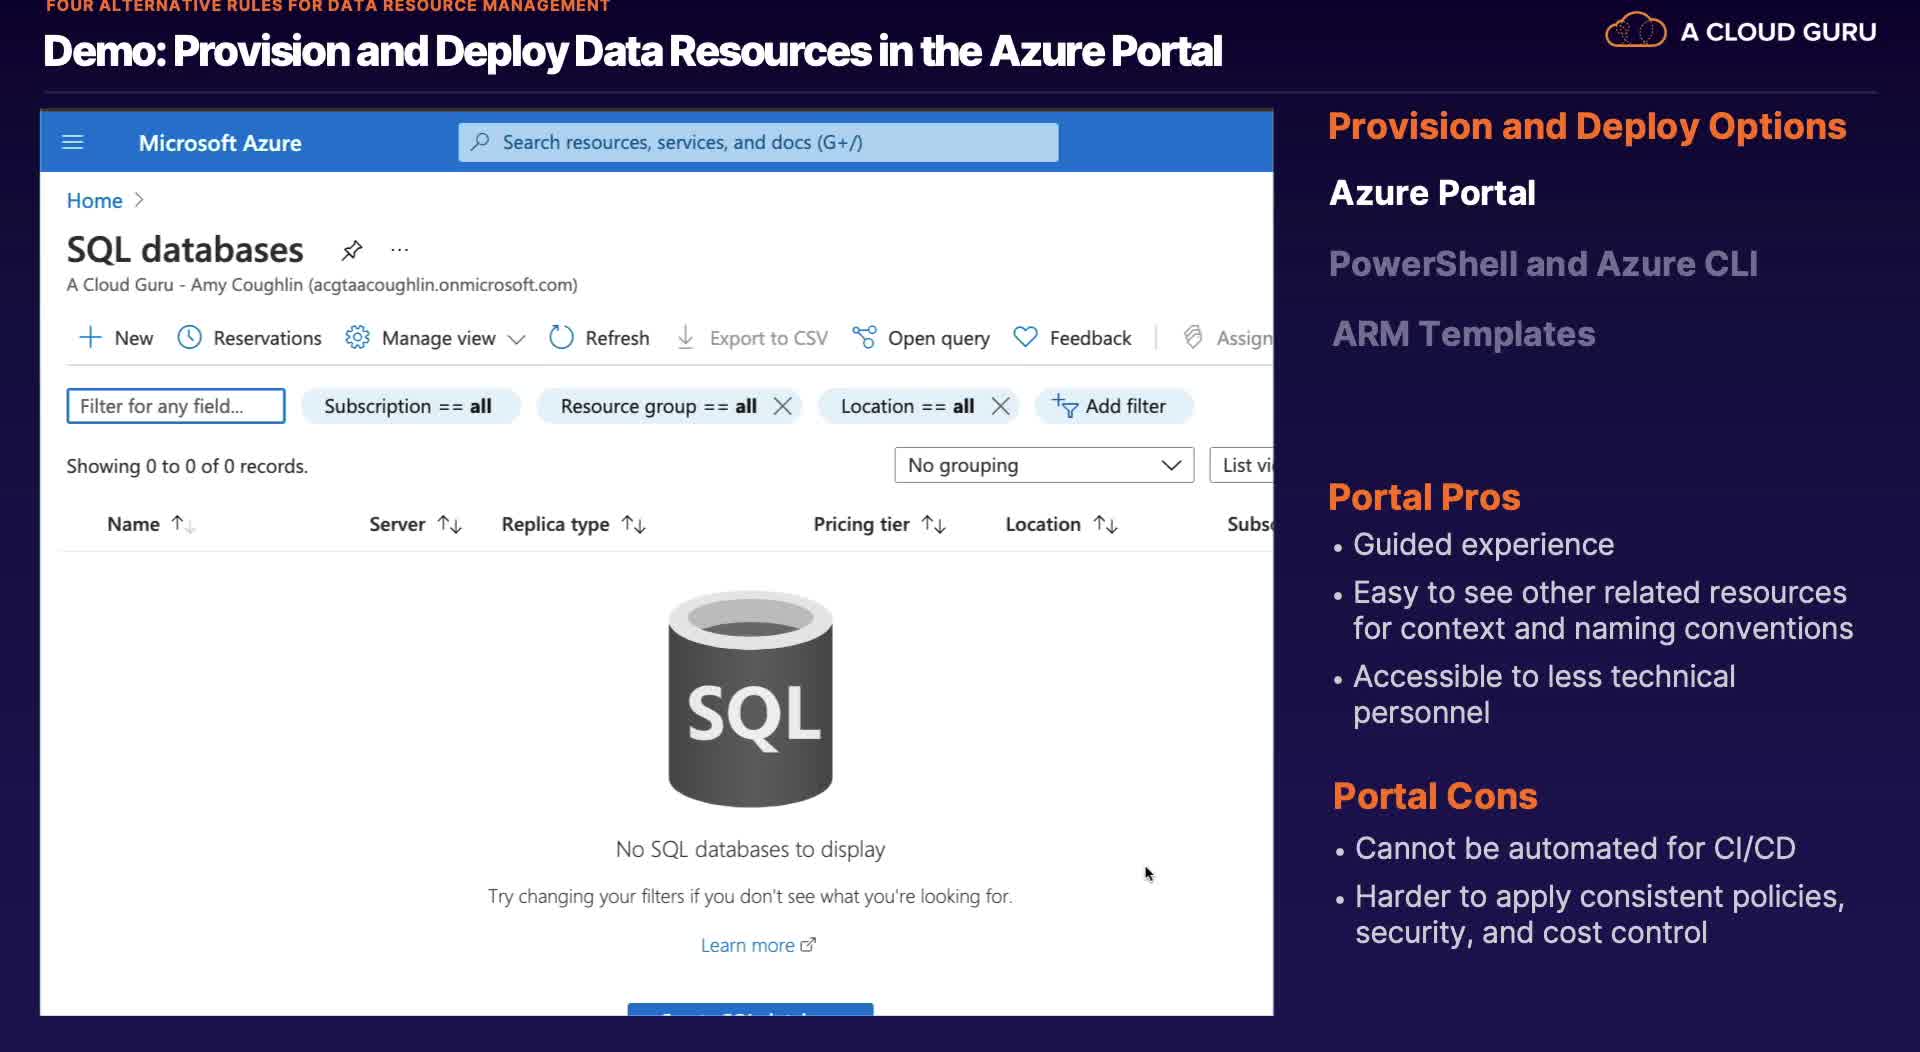 FOUR ALTERNATIVE RULES FOR DATA RESOURCE MANAGEMENT
Demo: Provision and Deploy Data Resources in the Azure Portal
A CLOUD GURU
Microsoft Azure
Search resources, services, and docs (G+/)
Home
SQL databases
A Cloud Guru - Amy Coughlin (acgtaacoughlin.onmicrosoft.com)
New Reservations Manage view Refresh Export to CSV Open query Feedback Assign
Filter for any field... Subscription == all Resource group == all Location == all Add filter
Showing 0 to 0 of 0 records. No grouping List vi
Name Server Replica type Pricing tier Location Subsc
SQL
No SQL databases to display
Try changing your filters if you don't see what you're looking for.
Learn more
Provision and Deploy Options
Azure Portal
PowerShell and Azure CLI
ARM Templates
Portal Pros
• Guided experience
• Easy to see other related resources
for context and naming conventions
• Accessible to less technical
personnel
Portal Cons
• Cannot be automated for CI/CD
• Harder to apply consistent policies,
security, and cost control